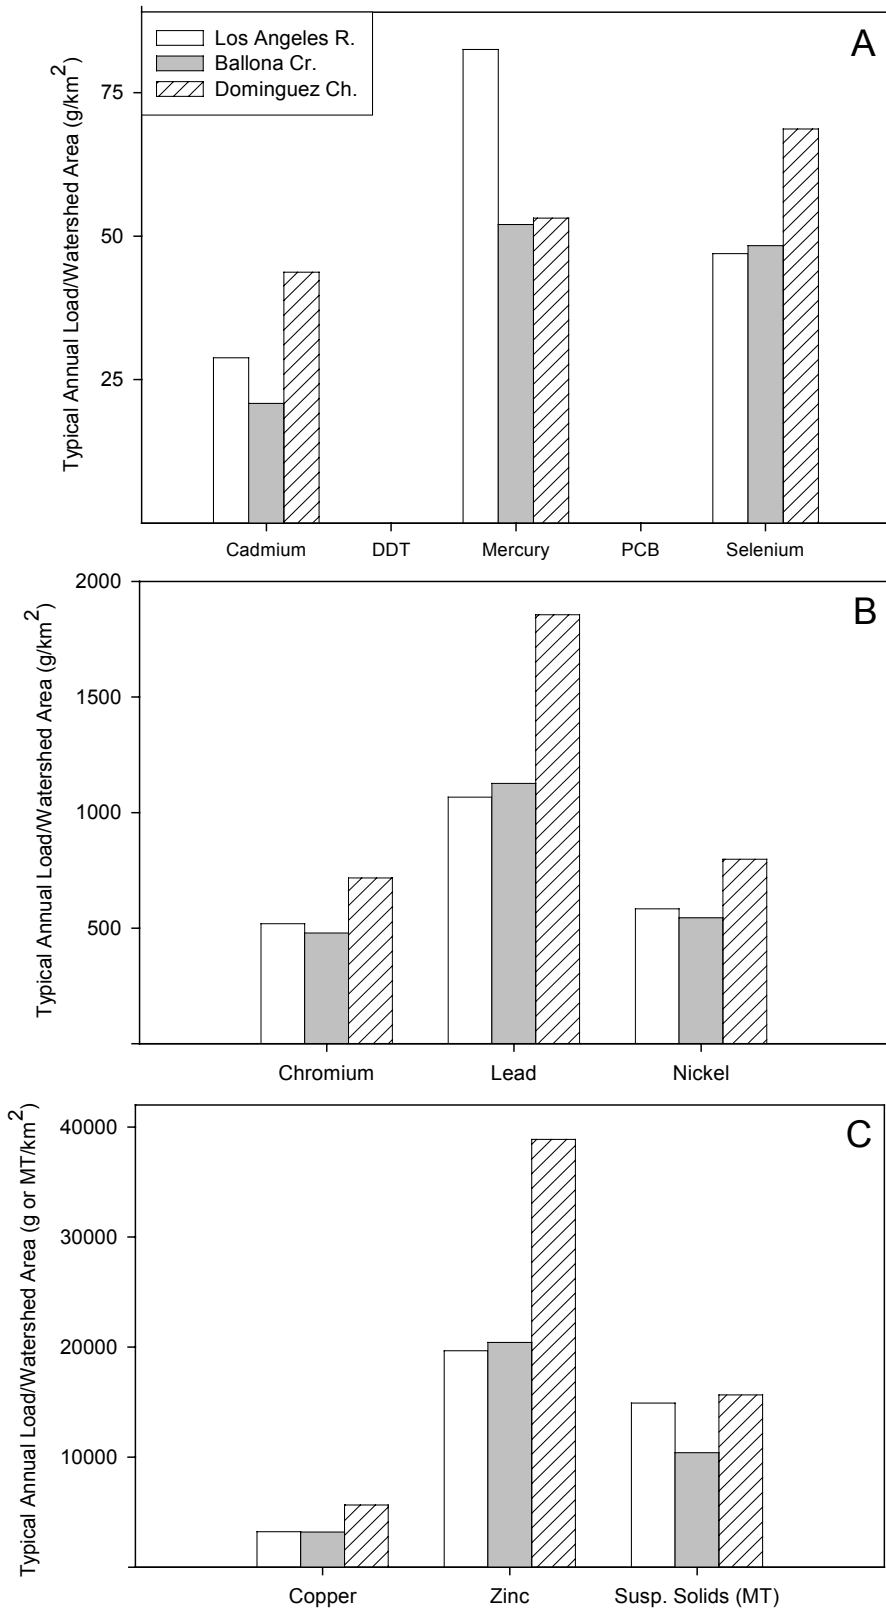 A
Los Angeles R.
Ballona Cr.
Dominguez Ch.
Typical Annual Load/Watershed Area (g/km²)
75
50
25
Cadmium DDT Mercury PCB Selenium
B
Typical Annual Load/Watershed Area (g/km²)
2000
1500
1000
500
Chromium Lead Nickel
C
Typical Annual Load/Watershed Area (g or MT/km²)
40000
30000
20000
10000
Copper Zinc Susp. Solids (MT)